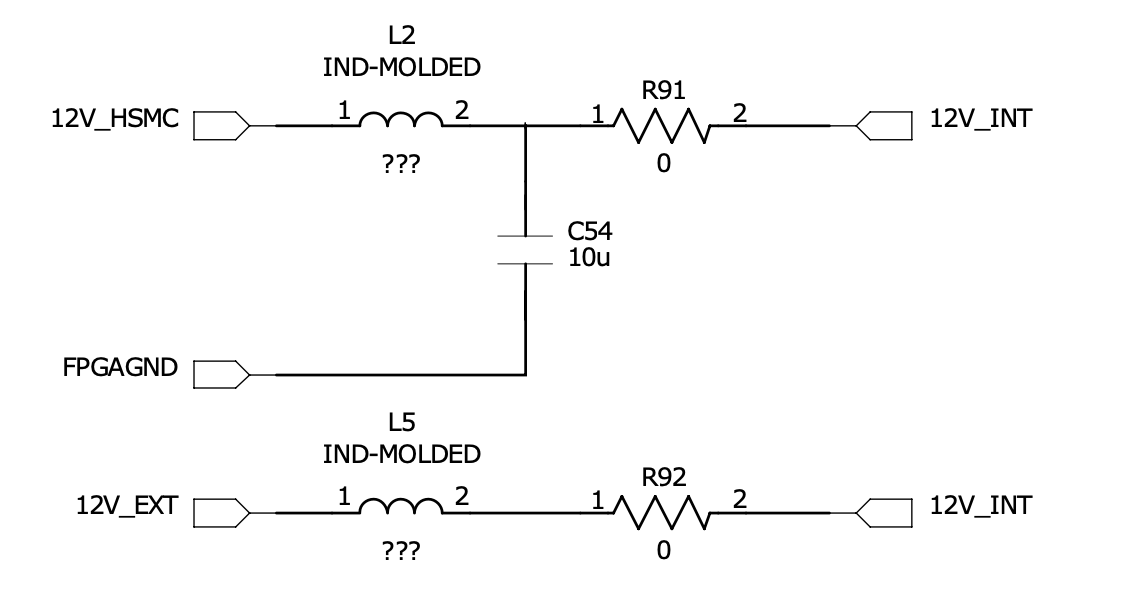 L2
IND-MOLDED
12V_HSMC
1
2
???
R91
1
2
0
12V_INT
C54
10u
FPGAGND
L5
IND-MOLDED
12V_EXT
1
2
???
R92
1
2
0
12V_INT